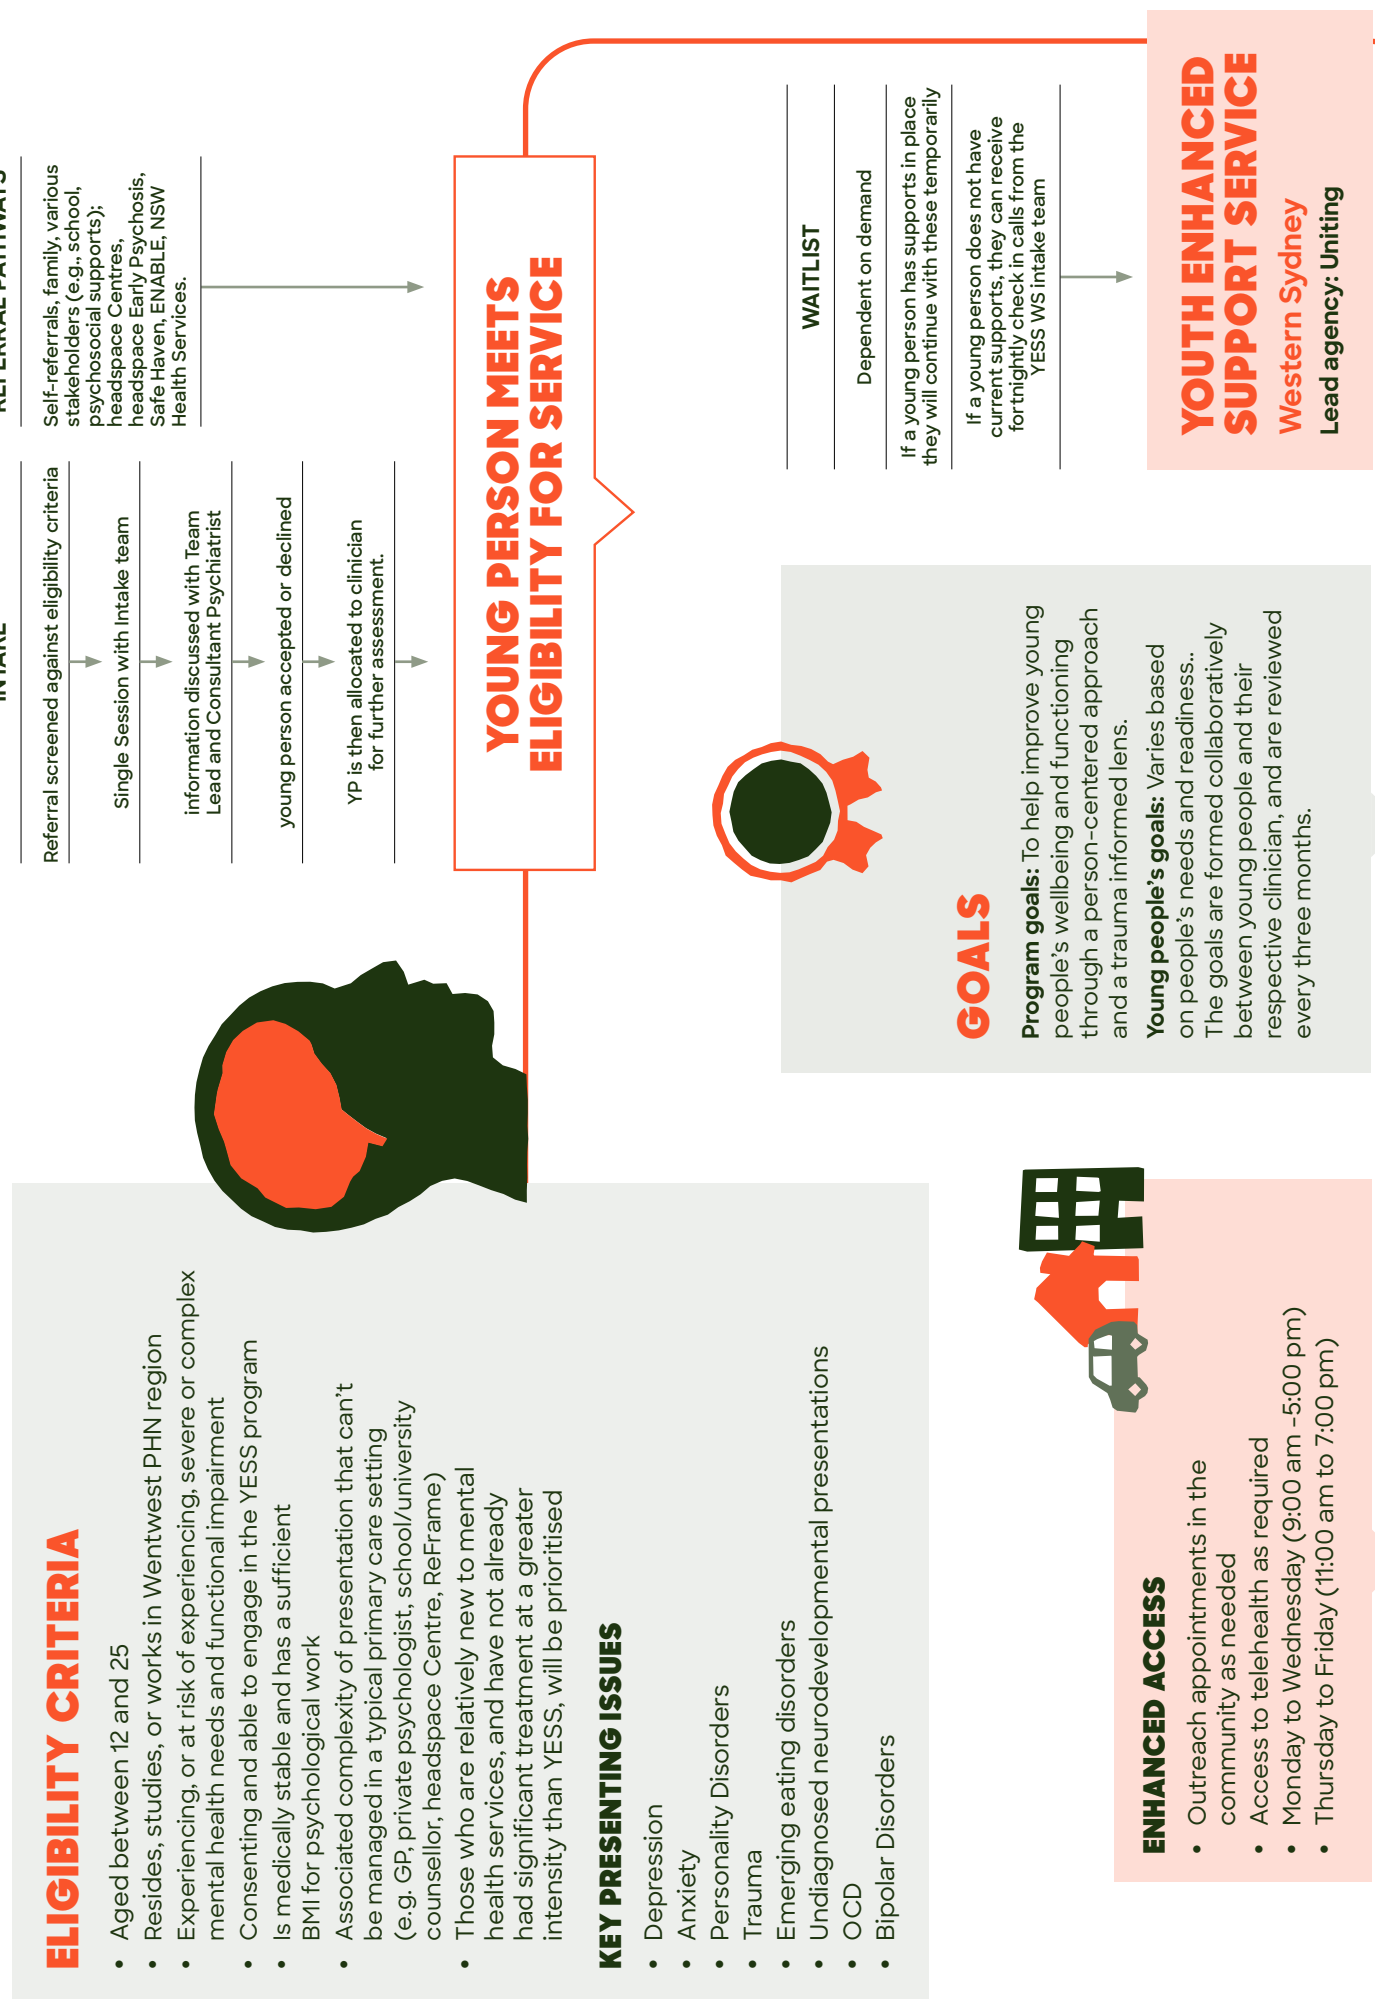 ELIGIBILITY CRITERIA
• Aged between 12 and 25
• Resides, studies, or works in Wentwest PHN region
• Experiencing, or at risk of experiencing, severe or complex
mental health needs and functional impairment
• Consenting and able to engage in the YESS program
• Is medically stable and has a sufficient
BMI for psychological work
• Associated complexity of presentation that can't
be managed in a typical primary care setting
(e.g. GP, private psychologist, school/university
counsellor, headspace Centre, ReFrame)
• Those who are relatively new to mental
health services, and have not already
had significant treatment at a greater
intensity than YESS, will be prioritised
KEY PRESENTING ISSUES
• Depression
• Anxiety
• Personality Disorders
• Trauma
• Emerging eating disorders
• Undiagnosed neurodevelopmental presentations
• OCD
• Bipolar Disorders
INTAKE
Referral screened against eligibility criteria
Single Session with Intake team
information discussed with Team
Lead and Consultant Psychiatrist
young person accepted or declined
YP is then allocated to clinician
for further assessment.
REFERRAL PATHWAYS
Self-referrals, family, various
stakeholders (e.g., school,
psychosocial supports);
headspace Centres,
headspace Early Psychosis,
Safe Haven, ENABLE, NSW
Health Services.
YOUNG PERSON MEETS
ELIGIBILITY FOR SERVICE
ENHANCED ACCESS
• Outreach appointments in the
community as needed
• Access to telehealth as required
• Monday to Wednesday (9:00 am -5:00 pm)
• Thursday to Friday (11:00 am to 7:00 pm)
GOALS
Program goals: To help improve young
people's wellbeing and functioning
through a person-centered approach
and a trauma informed lens.
Young people's goals: Varies based
on people's needs and readiness..
The goals are formed collaboratively
between young people and their
respective clinician, and are reviewed
every three months.
WAITLIST
Dependent on demand
If a young person has supports in place
they will continue with these temporarily
If a young person does not have
current supports, they can receive
fortnightly check in calls from the
YESS WS intake team
YOUTH ENHANCED
SUPPORT SERVICE
Western Sydney
Lead agency: Uniting